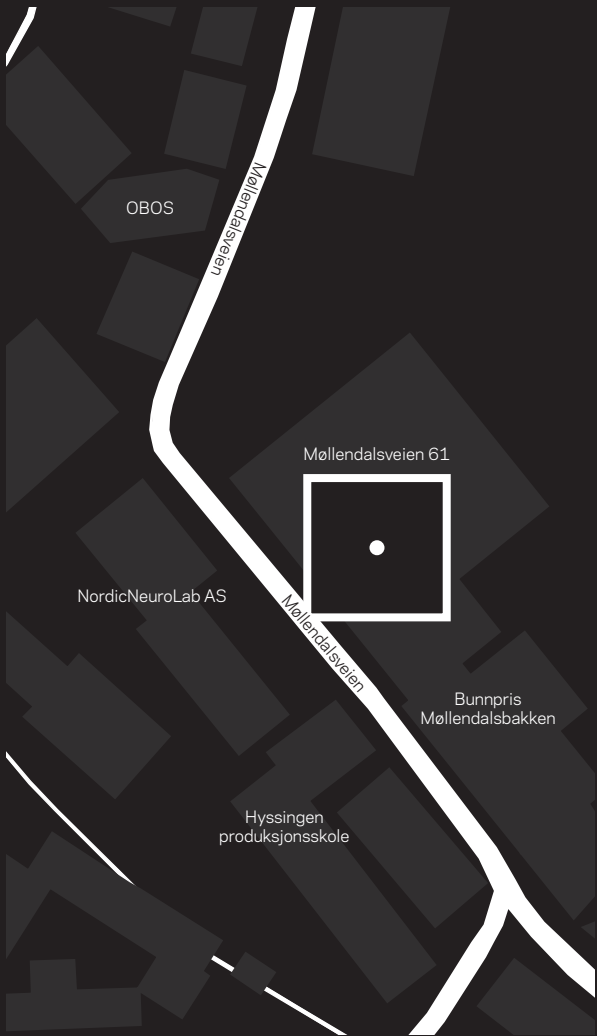 Møllendalsveien
OBOS
Møllendalsveien 61
NordicNeuroLab AS
Møllendalsveien
Bunnpris
Møllendalsbakken
Hyssingen
produksjonsskole